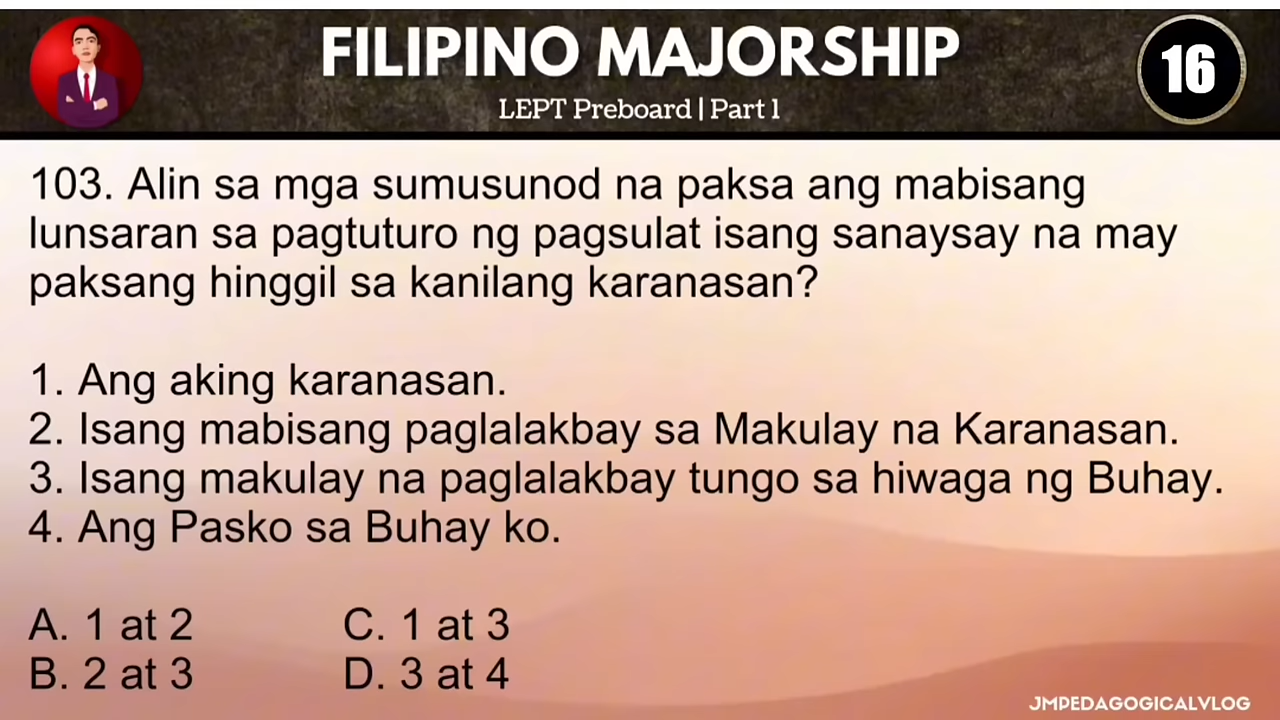 FILIPINO MAJORSHIP
LEPT Preboard | Part 1
16
103. Alin sa mga sumusunod na paksa ang mabisang
lunsaran sa pagtuturo ng pagsulat isang sanaysay na may
paksang hinggil sa kanilang karanasan?
1. Ang aking karanasan.
2. Isang mabisang paglalakbay sa Makulay na Karanasan.
3. Isang makulay na paglalakbay tungo sa hiwaga ng Buhay.
4. Ang Pasko sa Buhay ko.
A. 1 at 2 C. 1 at 3
B. 2 at 3 D. 3 at 4
JMPEDAGOGICALVLOG